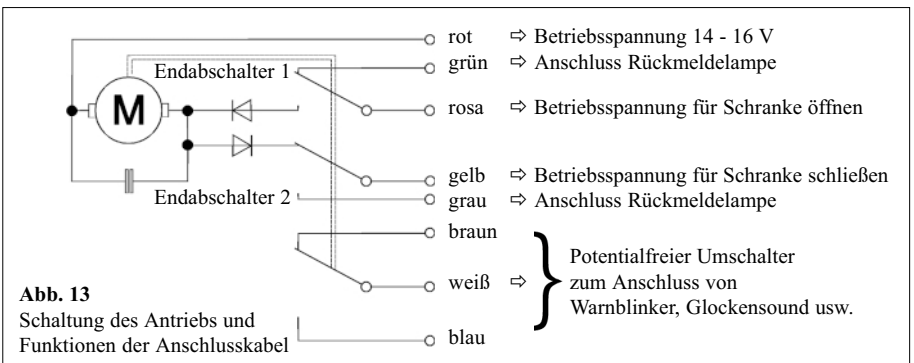 rot ⇨ Betriebsspannung 14 - 16 V
Endabschalter 1 grün ⇨ Anschluss Rückmeldelampe
M rosa ⇨ Betriebsspannung für Schranke öffnen
gelb ⇨ Betriebsspannung für Schranke schließen
Endabschalter 2 grau ⇨ Anschluss Rückmeldelampe
braun
weiß ⇨ } Potentialfreier Umschalter
zum Anschluss von
Warnblinker, Glockensound usw.
blau
Abb. 13
Schaltung des Antriebs und
Funktionen der Anschlusskabel